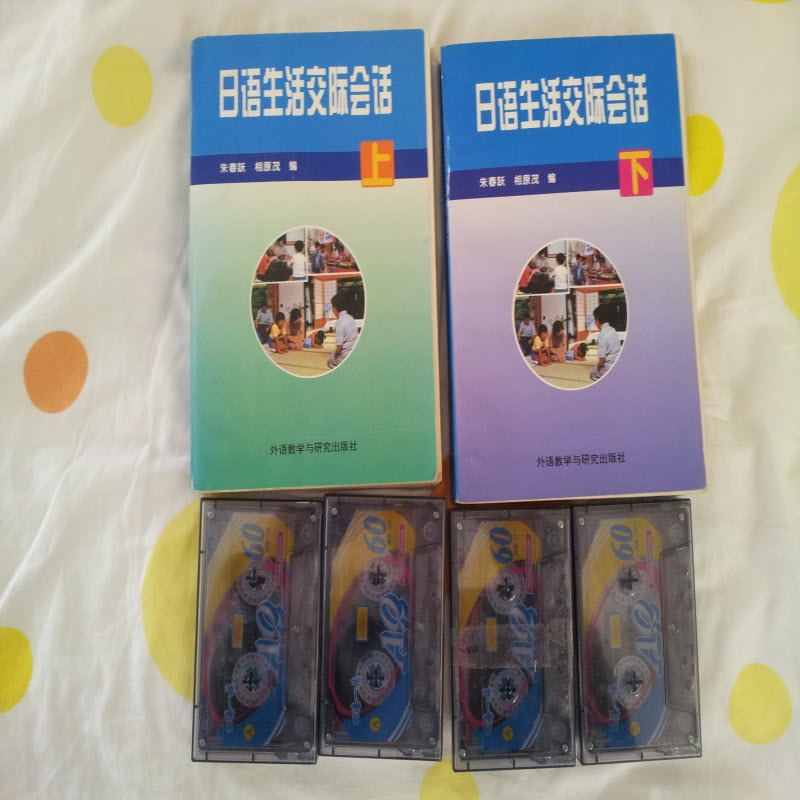 日语生活交际会话
朱春跃 相原茂 编
上
外语教学与研究出版社
日语生活交际会话
朱春跃 相原茂 编
下
外语教学与研究出版社
60
60
60
60